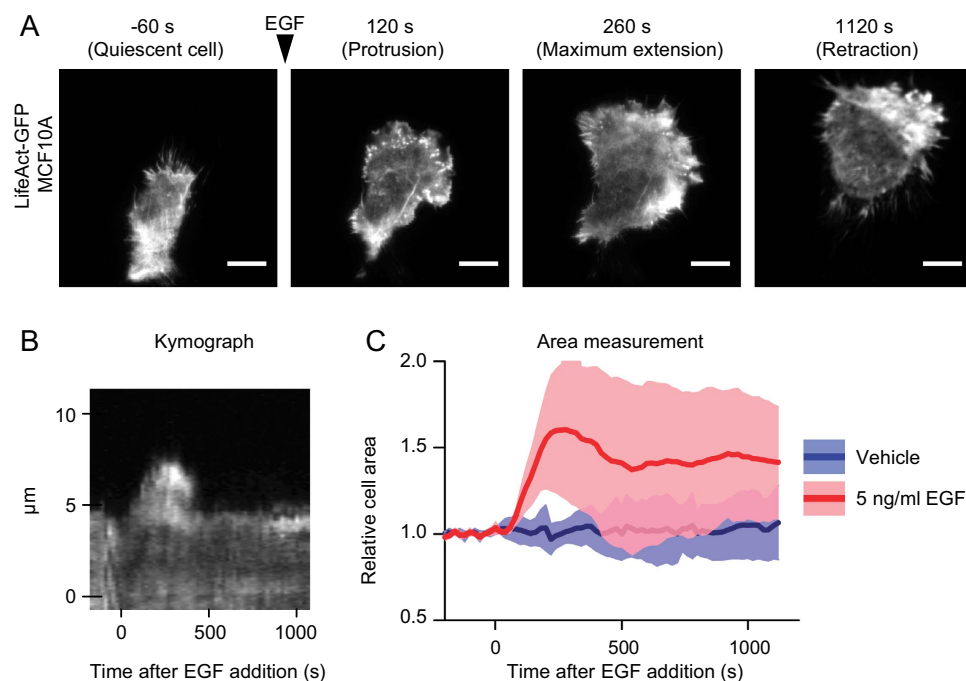 A
-60 s
(Quiescent cell)
EGF
120 s
(Protrusion)
260 s
(Maximum extension)
1120 s
(Retraction)
LifeAct-GFP
MCF10A
B
Kymograph
10
5
0
µm
0
500
1000
Time after EGF addition (s)
C
Area measurement
2.0
1.5
1.0
0.5
Relative cell area
0
500
1000
Time after EGF addition (s)
Vehicle
5 ng/ml EGF